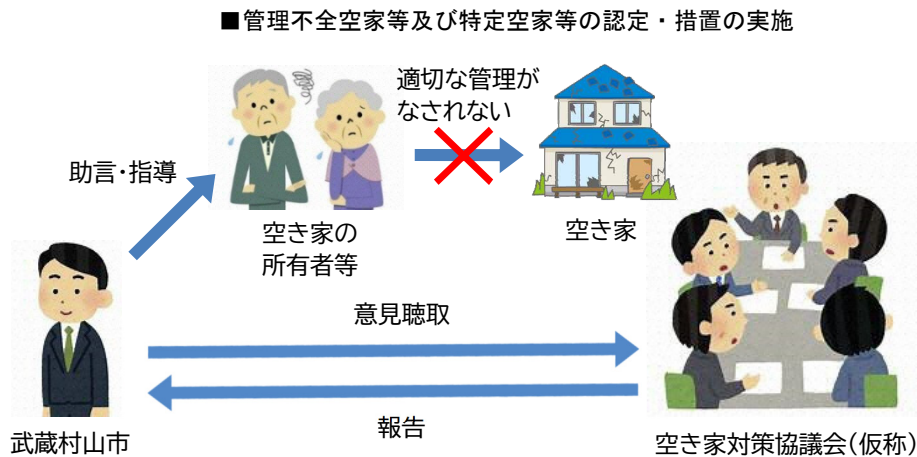 ■管理不全空家等及び特定空家等の認定・措置の実施
適切な管理が
なされない
助言・指導
空き家の
所有者等
空き家
意見聴取
報告
武蔵村山市
空き家対策協議会(仮称)